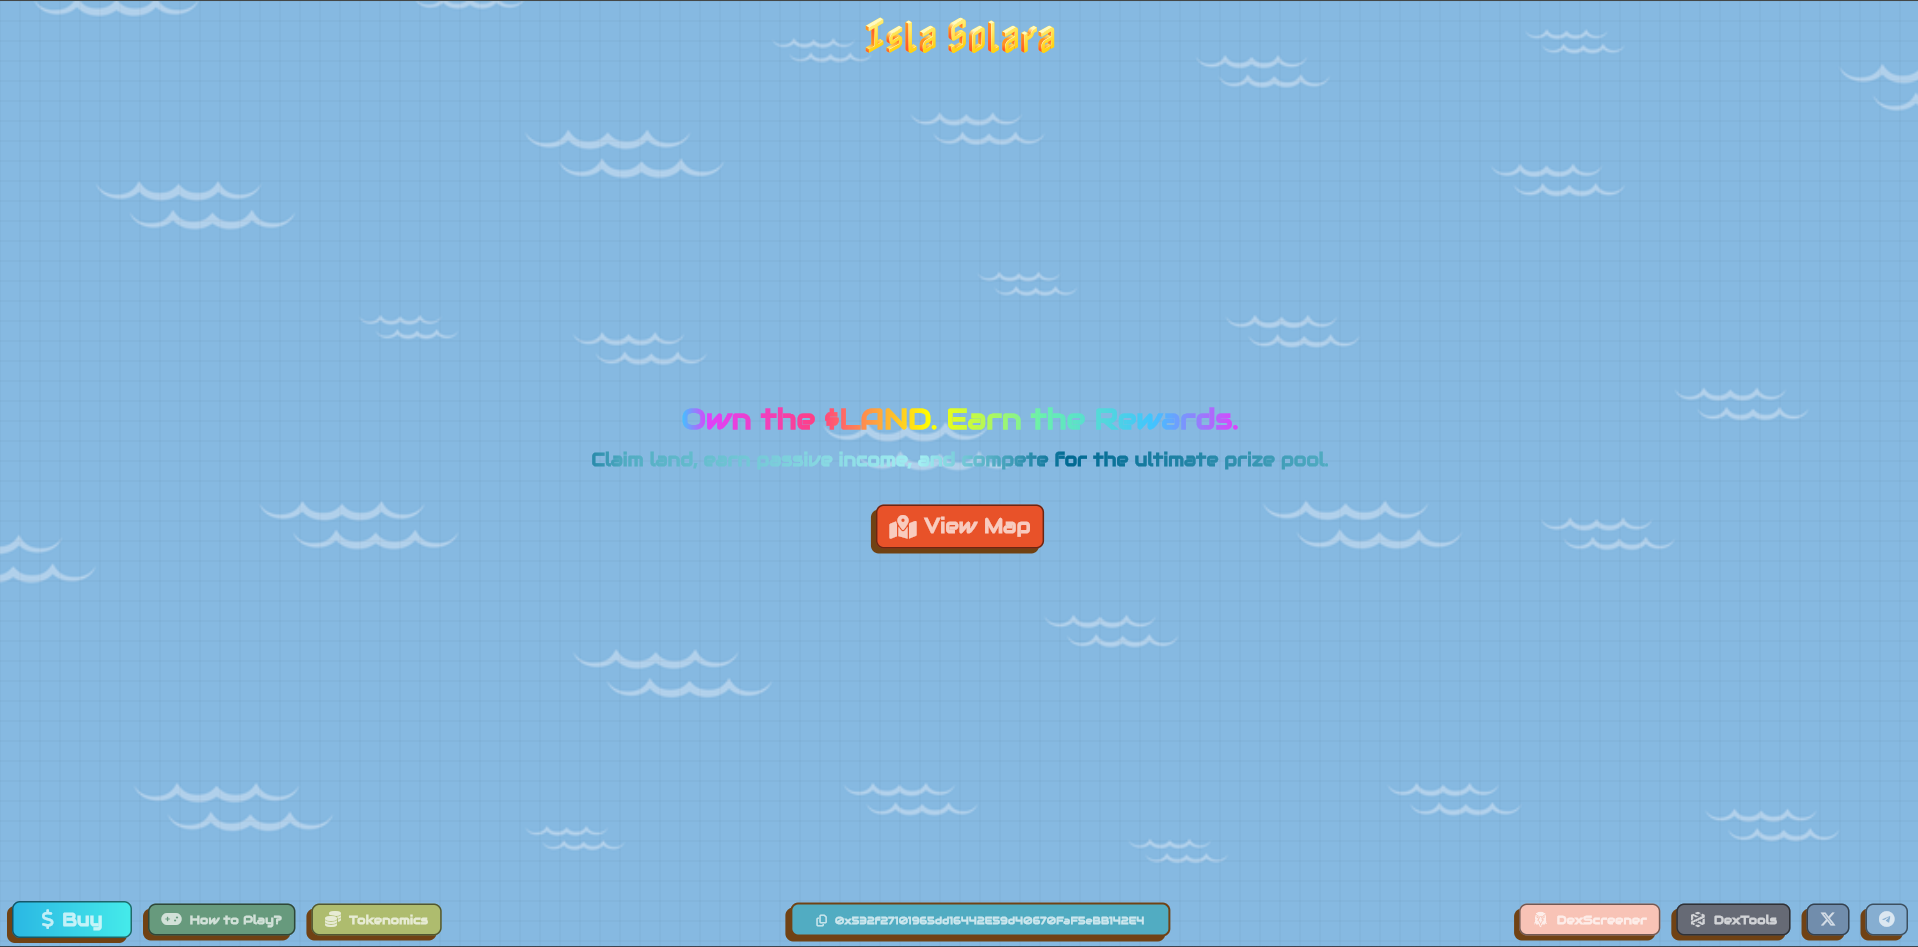 Isla Solara
Own the $LAND. Earn the Rewards.
Claim land, earn passive income, and compete for the ultimate prize pool.
View Map
$ Buy
How to Play?
Tokenomics
0x532f27101965dd16442E59d40670FaF5eBB142E4
DexScreener
DexTools